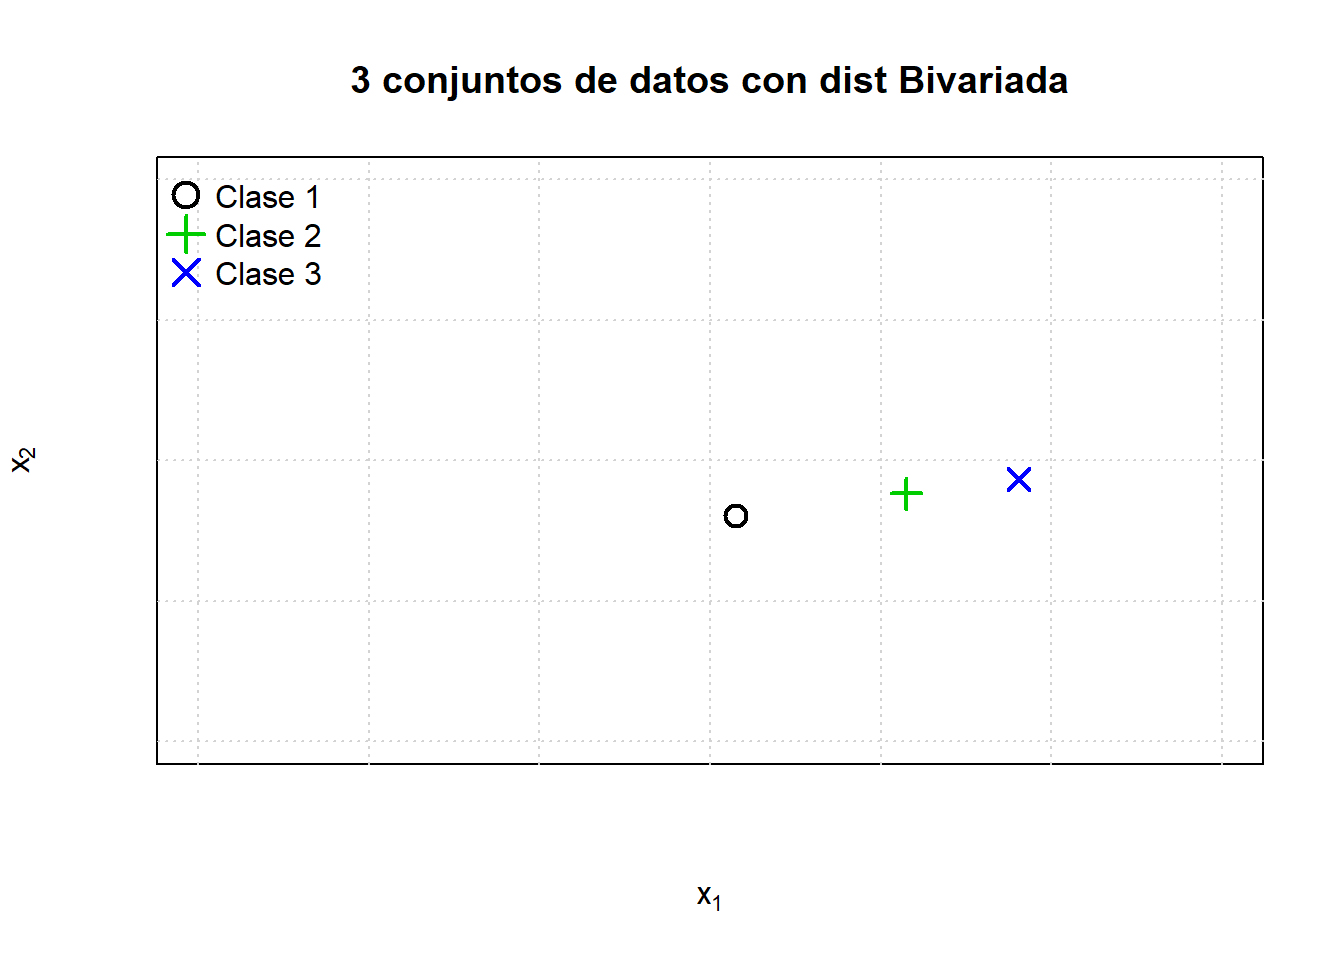 3 conjuntos de datos con dist Bivariada
Clase 1
Clase 2
Clase 3
x₂
x₁